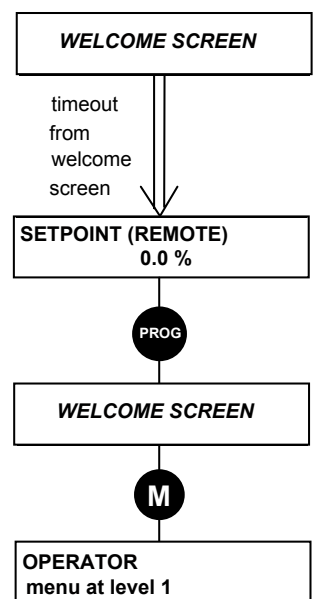 WELCOME SCREEN
timeout
from
welcome
screen
SETPOINT (REMOTE)
0.0 %
PROG
WELCOME SCREEN
M
OPERATOR
menu at level 1